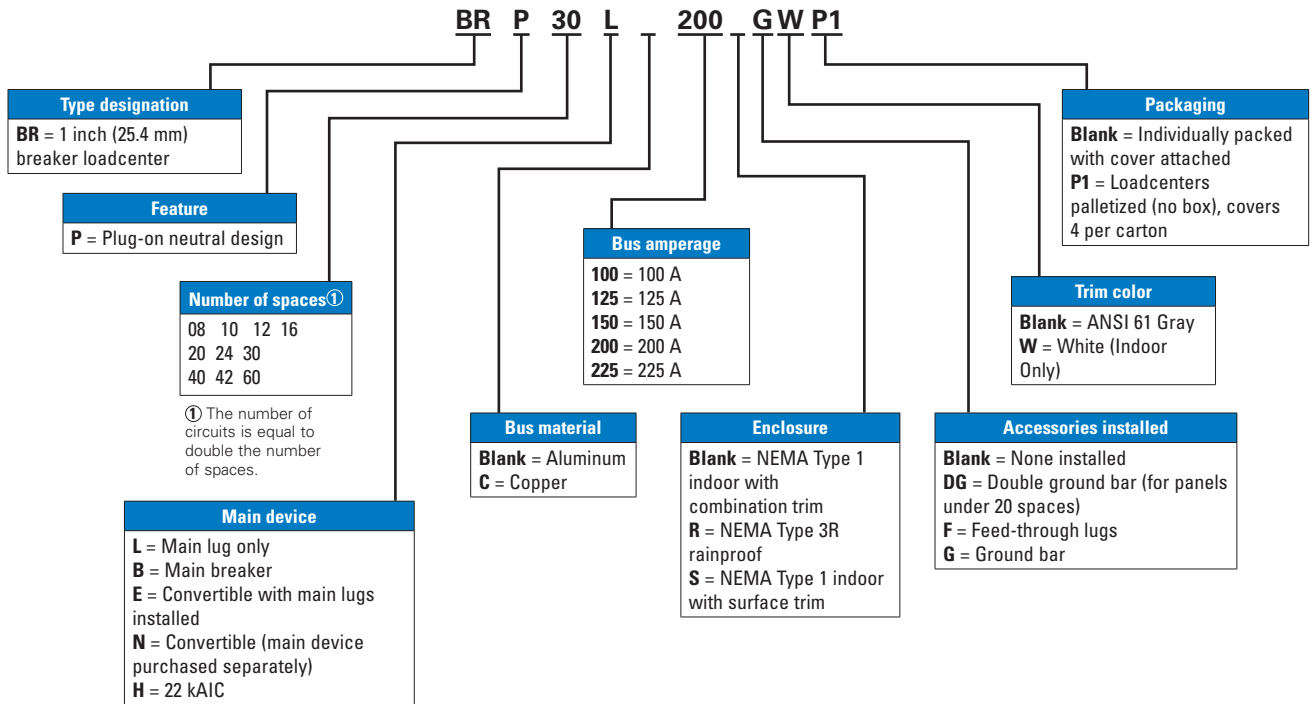 BR P 30 L 200 G W P1
Type designation
BR = 1 inch (25.4 mm)
breaker loadcenter
Feature
P = Plug-on neutral design
Number of spaces①
08 10 12 16
20 24 30
40 42 60
① The number of
circuits is equal to
double the number
of spaces.
Main device
L = Main lug only
B = Main breaker
E = Convertible with main lugs
installed
N = Convertible (main device
purchased separately)
H = 22 kAIC
Bus material
Blank = Aluminum
C = Copper
Bus amperage
100 = 100 A
125 = 125 A
150 = 150 A
200 = 200 A
225 = 225 A
Enclosure
Blank = NEMA Type 1
indoor with
combination trim
R = NEMA Type 3R
rainproof
S = NEMA Type 1 indoor
with surface trim
Accessories installed
Blank = None installed
DG = Double ground bar (for panels
under 20 spaces)
F = Feed-through lugs
G = Ground bar
Trim color
Blank = ANSI 61 Gray
W = White (Indoor
Only)
Packaging
Blank = Individually packed
with cover attached
P1 = Loadcenters
palletized (no box), covers
4 per carton